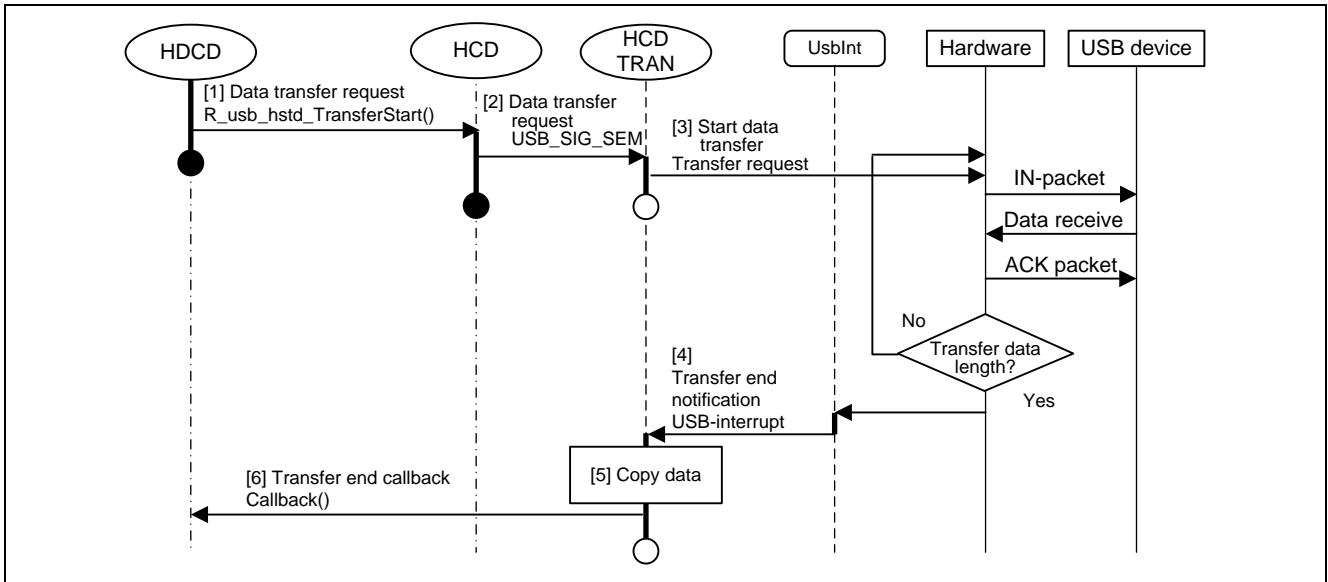 HDCD
HCD
HCD
TRAN
UsbInt
Hardware
USB device
[1] Data transfer request
R_usb_hstd_TransferStart()
[2] Data transfer
request
USB_SIG_SEM
[3] Start data
transfer
Transfer request
IN-packet
Data receive
ACK packet
No
Transfer data
length?
Yes
[4]
Transfer end
notification
USB-interrupt
[5] Copy data
[6] Transfer end callback
Callback()